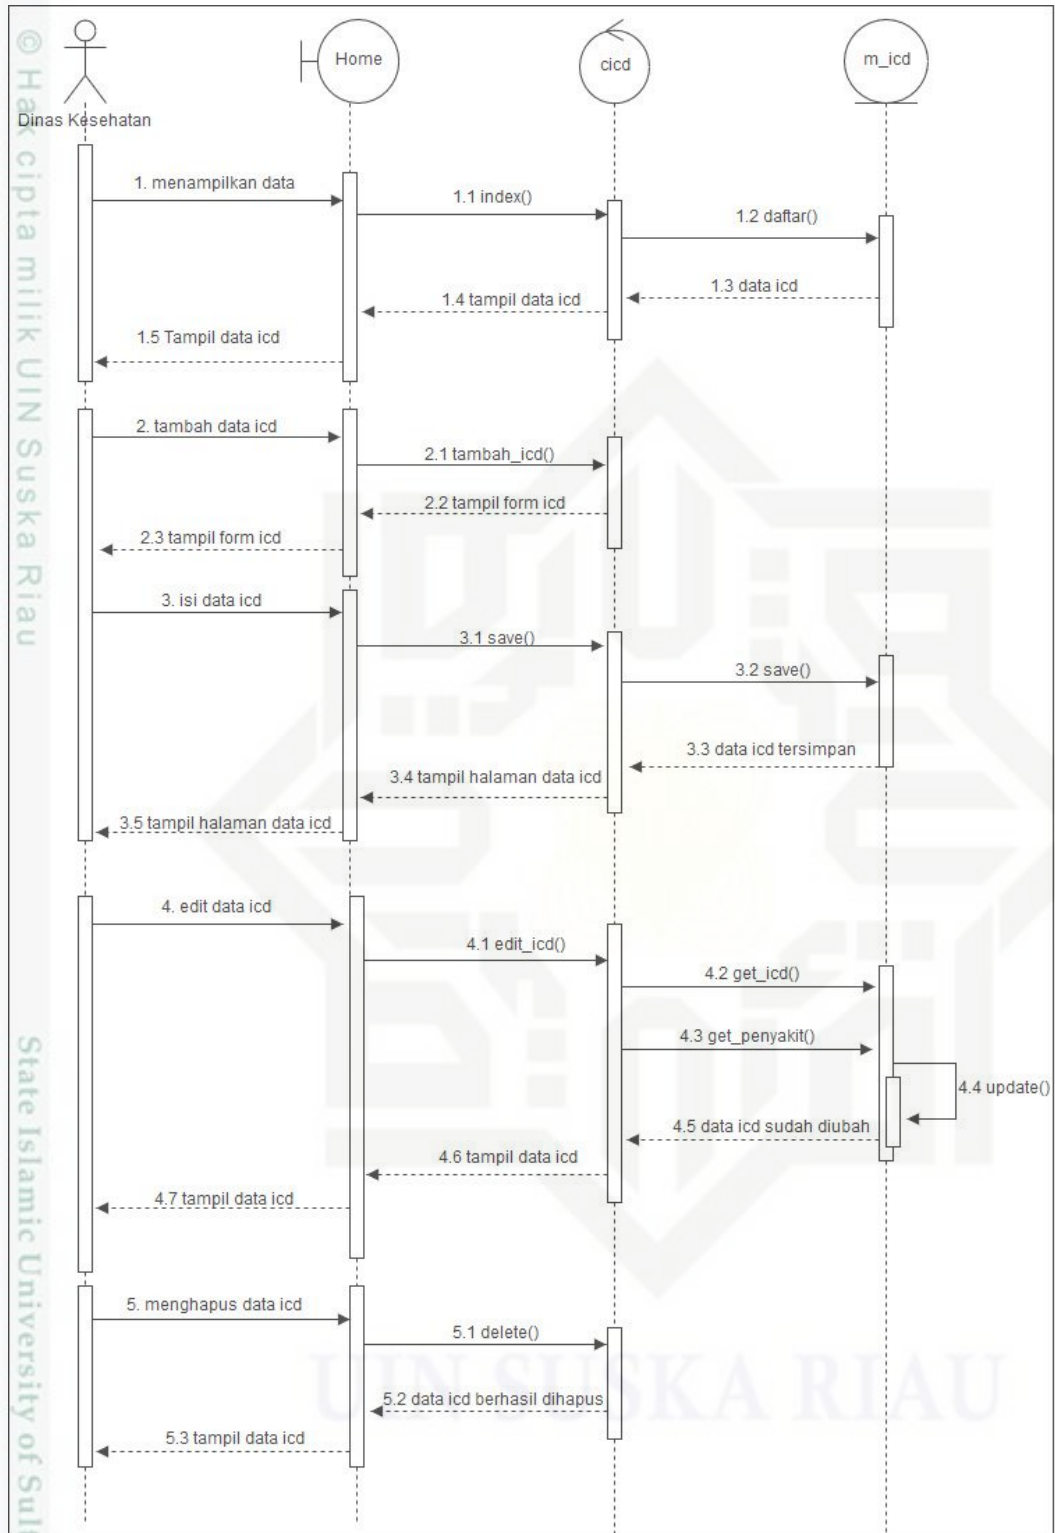 Dinas Kesehatan
Home
cicd
m_icd
1. menampilkan data
1.1 index()
1.2 daftar()
1.3 data icd
1.4 tampil data icd
1.5 Tampil data icd
2. tambah data icd
2.1 tambah_icd()
2.2 tampil form icd
2.3 tampil form icd
3. isi data icd
3.1 save()
3.2 save()
3.3 data icd tersimpan
3.4 tampil halaman data icd
3.5 tampil halaman data icd
4. edit data icd
4.1 edit_icd()
4.2 get_icd()
4.3 get_penyakit()
4.4 update()
4.5 data icd sudah diubah
4.6 tampil data icd
4.7 tampil data icd
5. menghapus data icd
5.1 delete()
5.2 data icd berhasil dihapus
5.3 tampil data icd
© Hak cipta milik UIN Suska Riau
State Islamic University of
UIN SUSKA RIAU